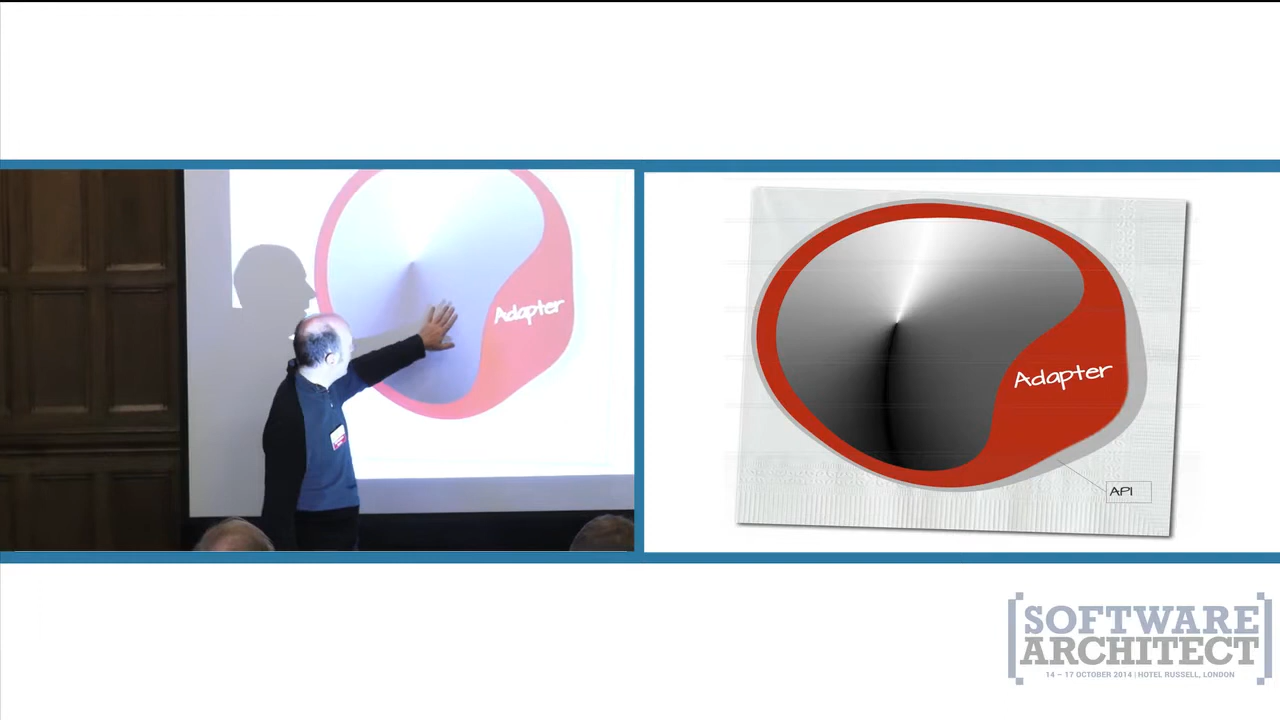 Adapter
Adapter
API
SOFTWARE
ARCHITECT
14 – 17 OCTOBER 2014 | HOTEL RUSSELL, LONDON